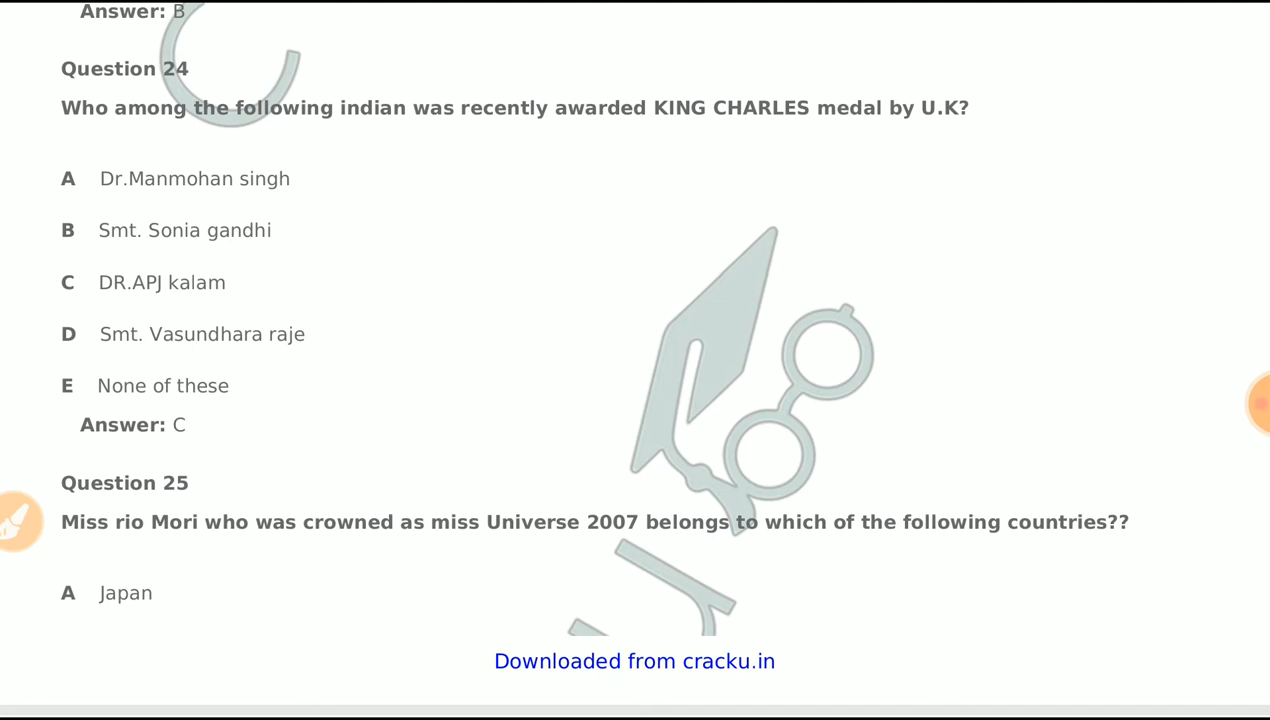 Answer: B
Question 24
Who among the following indian was recently awarded KING CHARLES medal by U.K?
A Dr.Manmohan singh
B Smt. Sonia gandhi
C DR.APJ kalam
D Smt. Vasundhara raje
E None of these
Answer: C
Question 25
Miss rio Mori who was crowned as miss Universe 2007 belongs to which of the following countries??
A Japan
Downloaded from cracku.in